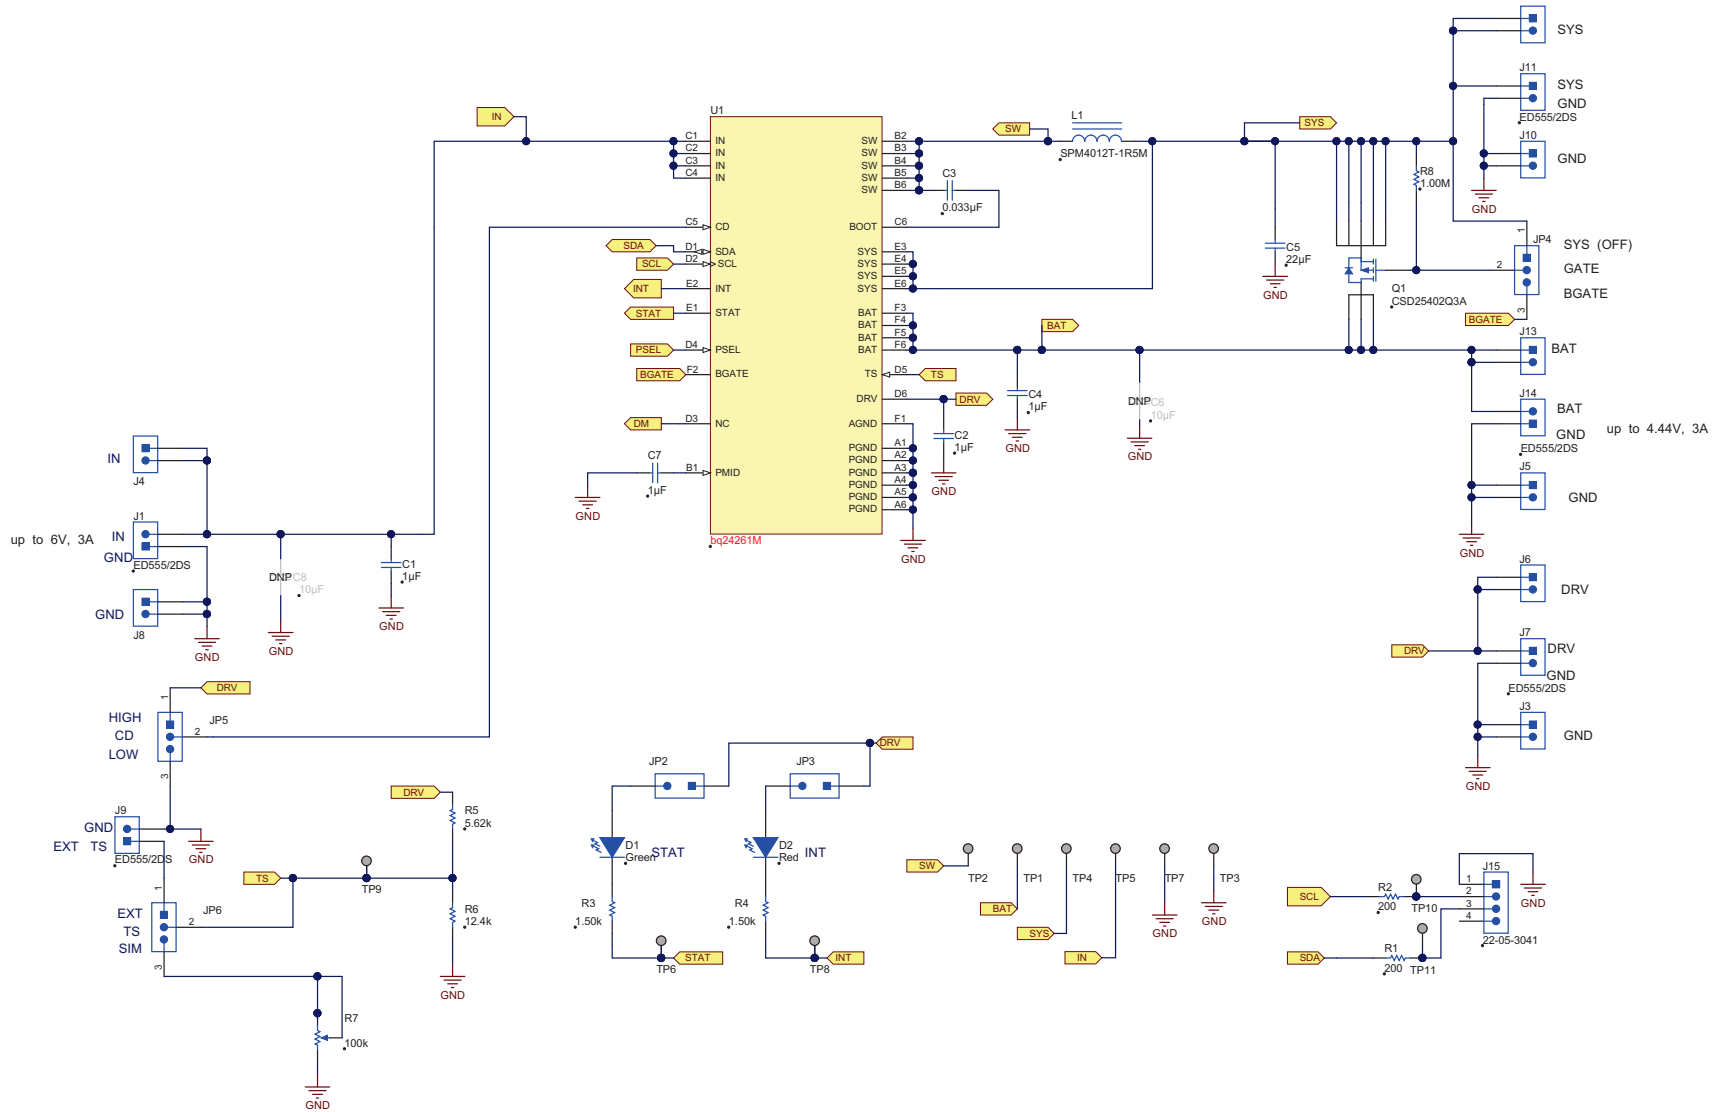 SYS
J11
SYS
GND
ED555/2DS
J10
GND
GND
IN
U1
C1 IN
C2 IN
C3 IN
C4 IN
C5 CD
D1 SDA
D2 SCL
E2 INT
E1 STAT
D4 PSEL
F2 BGATE
D3 NC
B1 PMID
SW B2
SW B3
SW B4
SW B5
SW B6
BOOT C6
SYS E3
SYS E4
SYS E5
SYS E6
BAT F3
BAT F4
BAT F5
BAT F6
TS D5
DRV D6
AGND F1
PGND A1
PGND A2
PGND A3
PGND A4
PGND A5
PGND A6
bq24261M
GND
SDA
SCL
INT
STAT
PSEL
BGATE
DM
C7
1µF
GND
SW
L1
SPM4012T-1R5M
C3
0.033µF
SYS
C5
22µF
GND
R8
1.00M
Q1
CSD25402Q3A
1
JP4
2
3
SYS (OFF)
GATE
BGATE
BGATE
BAT
TS
DRV
C2
1µF
GND
C4
1µF
GND
DNP C6
10µF
GND
J13
BAT
J14
BAT
GND
ED555/2DS
up to 4.44V, 3A
J5
GND
GND
IN
J4
J1
up to 6V, 3A
IN
GND
ED555/2DS
GND
J8
GND
DNP C8
10µF
GND
C1
1µF
GND
J6
DRV
DRV
J7
DRV
GND
ED555/2DS
J3
GND
GND
DRV
1
HIGH
CD
LOW
JP5
2
3
J9
GND
EXT TS
ED555/2DS
GND
TS
1
EXT
TS
SIM
JP6
2
3
TP9
DRV
R5
5.62k
R6
12.4k
GND
R7
100k
GND
JP2
JP3
DRV
D1
Green
STAT
D2
Red
INT
R3
1.50k
R4
1.50k
TP6
STAT
TP8
INT
SW
TP2
TP1
TP4
TP5
TP7
TP3
BAT
SYS
IN
GND
GND
SCL
R2
200
TP10
SDA
R1
200
TP11
J15
1
2
3
4
22-05-3041
GND